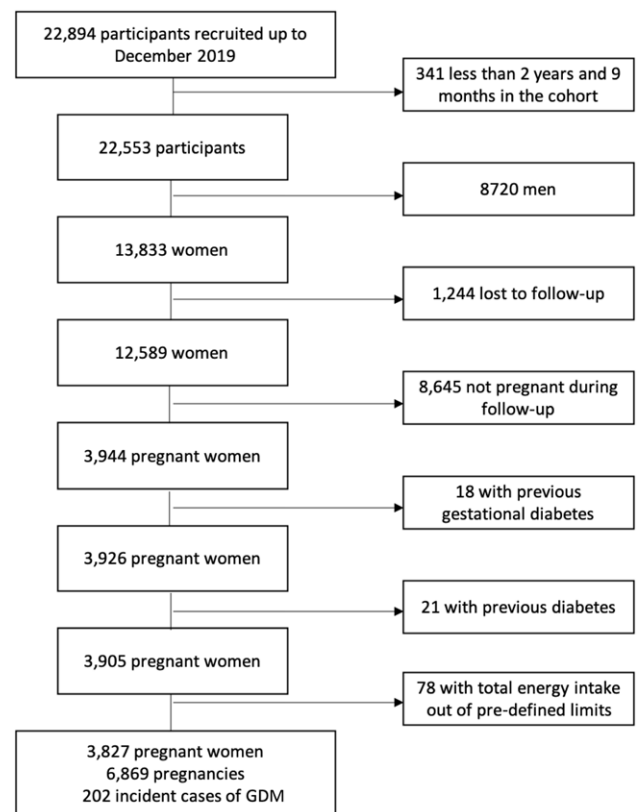 22,894 participants recruited up to
December 2019
341 less than 2 years and 9
months in the cohort
22,553 participants
8720 men
13,833 women
1,244 lost to follow-up
12,589 women
8,645 not pregnant during
follow-up
3,944 pregnant women
18 with previous
gestational diabetes
3,926 pregnant women
21 with previous diabetes
3,905 pregnant women
78 with total energy intake
out of pre-defined limits
3,827 pregnant women
6,869 pregnancies
202 incident cases of GDM